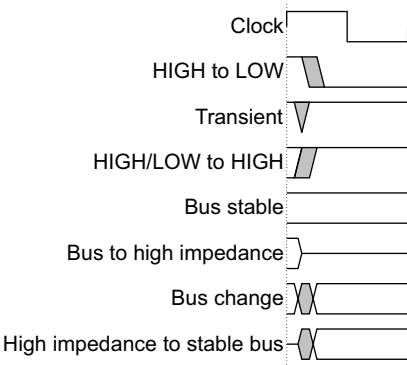 Clock
HIGH to LOW
Transient
HIGH/LOW to HIGH
Bus stable
Bus to high impedance
Bus change
High impedance to stable bus